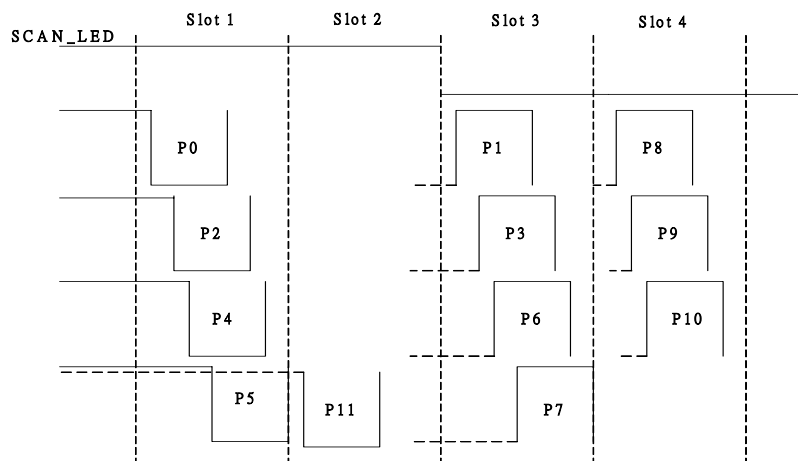 Slot 1 Slot 2 Slot 3 Slot 4
SCAN_LED
P0 P1 P8
P2 P3 P9
P4 P6 P10
P5 P11 P7